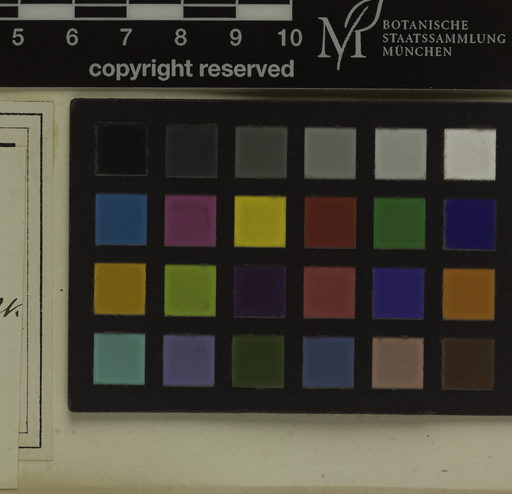 5 6 7 8 9 10
copyright reserved
BOTANISCHE
STAATSSAMMLUNG
MÜNCHEN